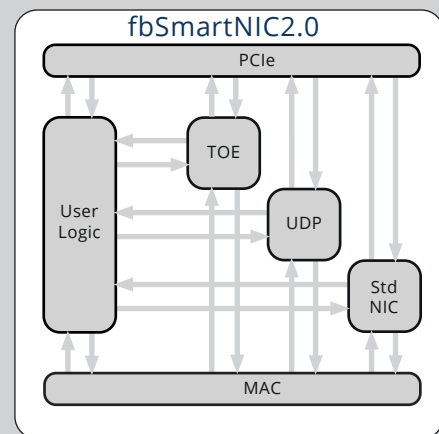 fbSmartNIC2.0
PCIe
TOE
User
Logic
UDP
Std
NIC
MAC